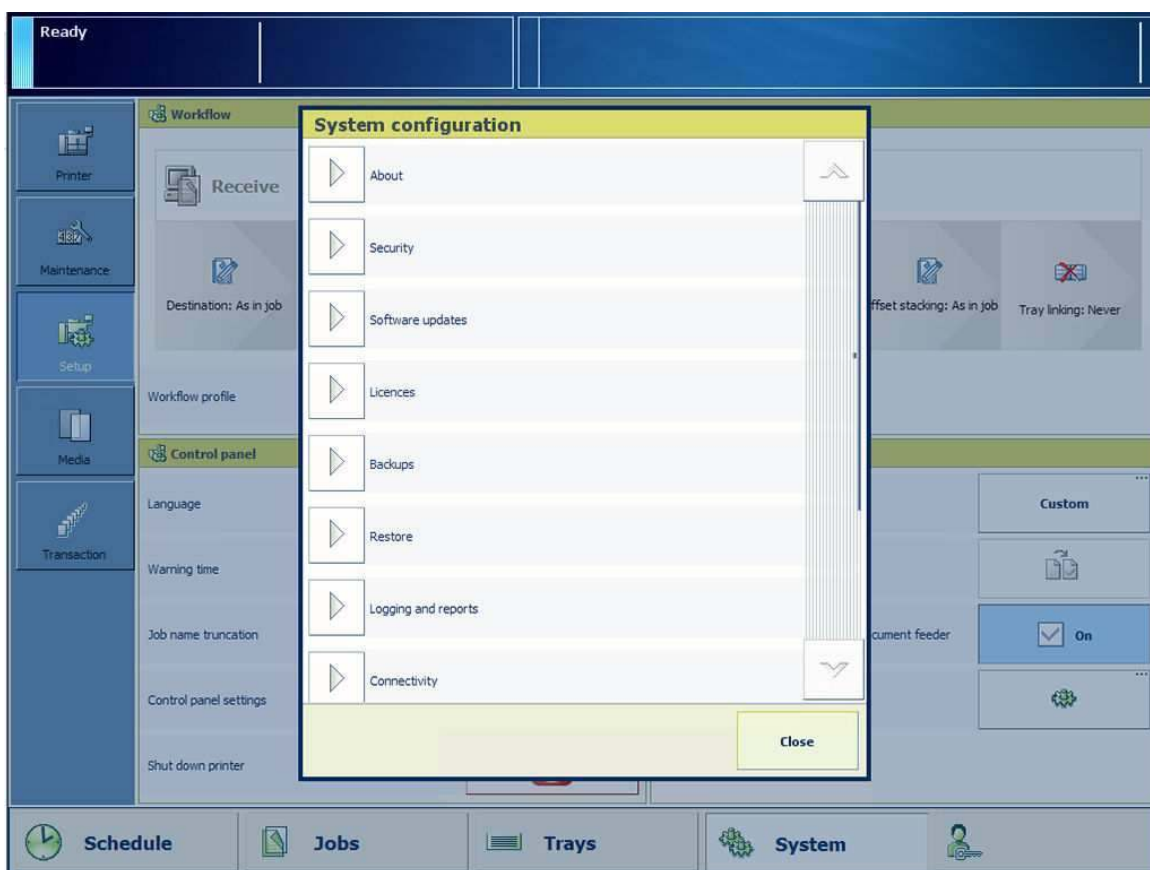 Ready
Printer
Maintenance
Setup
Media
Transaction
Workflow
Receive
Destination: As in job
ffset stacking: As in job
Tray linking: Never
Workflow profile
Control panel
Language
Custom
Warning time
Job name truncation
cument feeder
On
Control panel settings
Shut down printer
System configuration
About
Security
Software updates
Licences
Backups
Restore
Logging and reports
Connectivity
Close
Schedule
Jobs
Trays
System